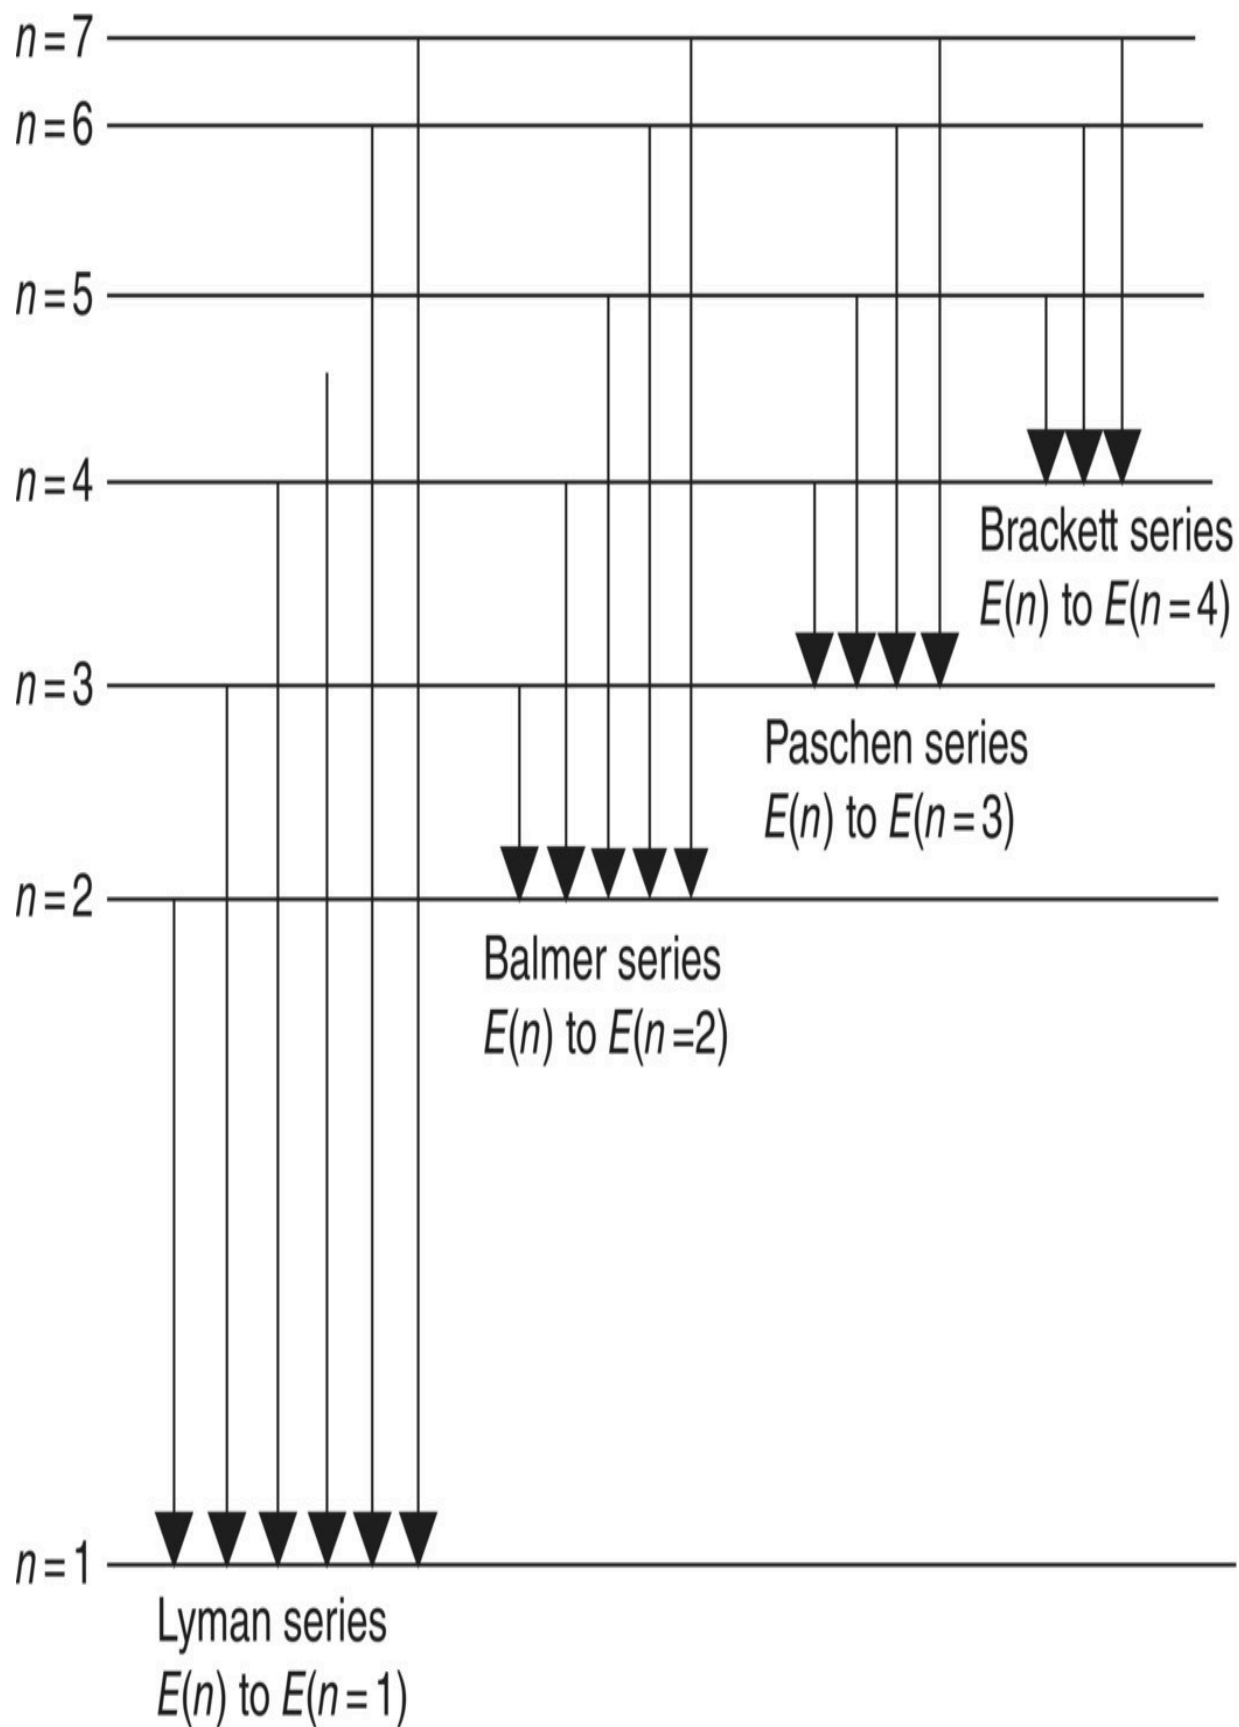 n=7
n=6
n=5
n=4
Brackett series
E(n) to E(n=4)
n=3
Paschen series
E(n) to E(n=3)
n=2
Balmer series
E(n) to E(n=2)
n=1
Lyman series
E(n) to E(n=1)